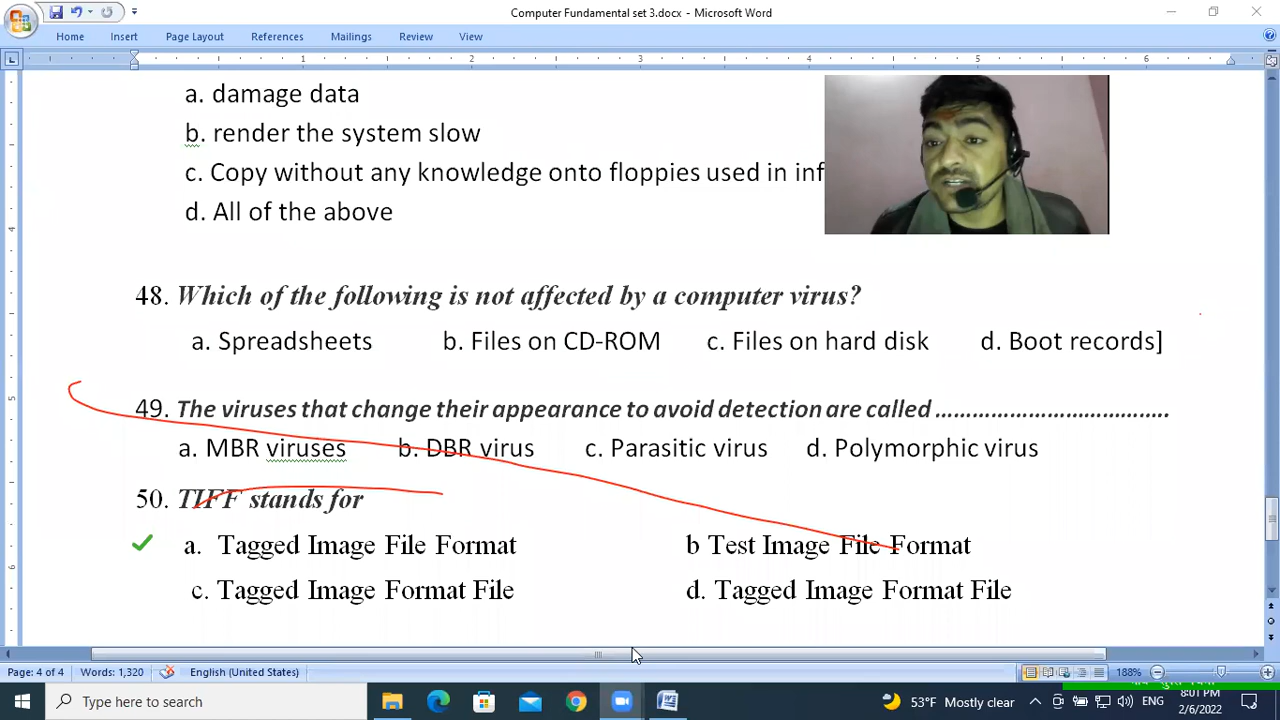 Computer Fundamental set 3.docx - Microsoft Word
Home Insert Page Layout References Mailings Review View
1 2 3 4 5 6
a. damage data
b. render the system slow
c. Copy without any knowledge onto floppies used in inf
d. All of the above
48. Which of the following is not affected by a computer virus?
a. Spreadsheets b. Files on CD-ROM c. Files on hard disk d. Boot records]
49. The viruses that change their appearance to avoid detection are called ……………………………….
a. MBR viruses b. DBR virus c. Parasitic virus d. Polymorphic virus
50. TIFF stands for
a. Tagged Image File Format b Test Image File Format
c. Tagged Image Format File d. Tagged Image Format File
Page: 4 of 4 Words: 1,320 English (United States) 188%
Type here to search 53°F Mostly clear ENG 8:01 PM
2/6/2022